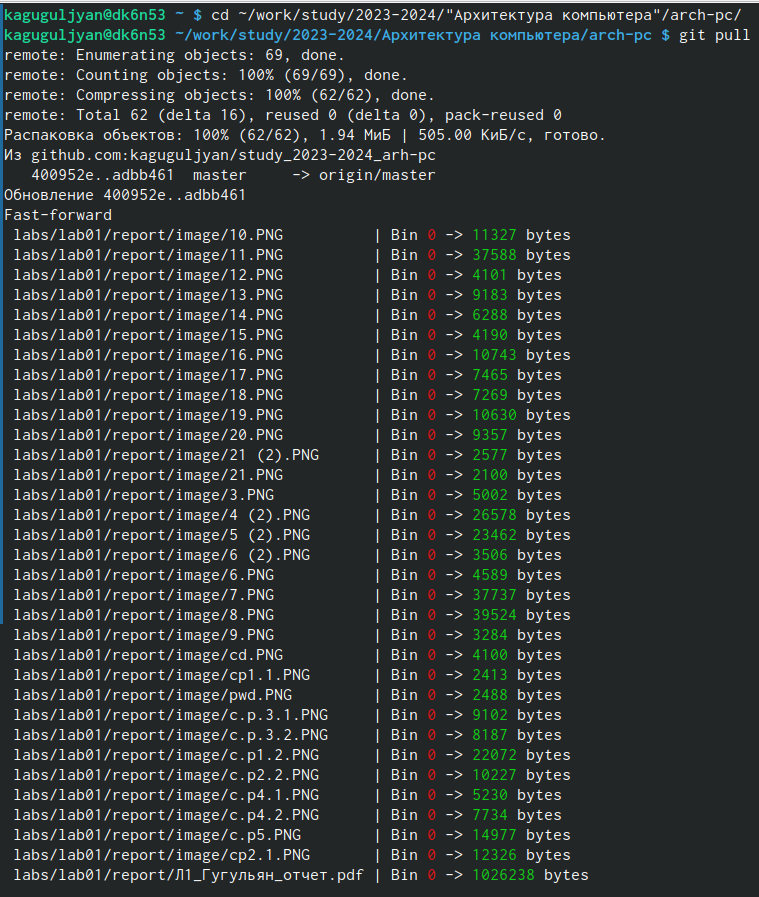 kaguguljyan@dk6n53 ~ $ cd ~/work/study/2023-2024/"Архитектура компьютера"/arch-pc/
kaguguljyan@dk6n53 ~/work/study/2023-2024/Архитектура компьютера/arch-pc $ git pull
remote: Enumerating objects: 69, done.
remote: Counting objects: 100% (69/69), done.
remote: Compressing objects: 100% (62/62), done.
remote: Total 62 (delta 16), reused 0 (delta 0), pack-reused 0
Распаковка объектов: 100% (62/62), 1.94 МиБ | 505.00 КиБ/с, готово.
Из github.com:kaguguljyan/study_2023-2024_arh-pc
   400952e..adbb461  master     -> origin/master
Обновление 400952e..adbb461
Fast-forward
 labs/lab01/report/image/10.PNG          | Bin 0 -> 11327 bytes
 labs/lab01/report/image/11.PNG          | Bin 0 -> 37588 bytes
 labs/lab01/report/image/12.PNG          | Bin 0 -> 4101 bytes
 labs/lab01/report/image/13.PNG          | Bin 0 -> 9183 bytes
 labs/lab01/report/image/14.PNG          | Bin 0 -> 6288 bytes
 labs/lab01/report/image/15.PNG          | Bin 0 -> 4190 bytes
 labs/lab01/report/image/16.PNG          | Bin 0 -> 10743 bytes
 labs/lab01/report/image/17.PNG          | Bin 0 -> 7465 bytes
 labs/lab01/report/image/18.PNG          | Bin 0 -> 7269 bytes
 labs/lab01/report/image/19.PNG          | Bin 0 -> 10630 bytes
 labs/lab01/report/image/20.PNG          | Bin 0 -> 9357 bytes
 labs/lab01/report/image/21 (2).PNG      | Bin 0 -> 2577 bytes
 labs/lab01/report/image/21.PNG          | Bin 0 -> 2100 bytes
 labs/lab01/report/image/3.PNG           | Bin 0 -> 5002 bytes
 labs/lab01/report/image/4 (2).PNG       | Bin 0 -> 26578 bytes
 labs/lab01/report/image/5 (2).PNG       | Bin 0 -> 23462 bytes
 labs/lab01/report/image/6 (2).PNG       | Bin 0 -> 3506 bytes
 labs/lab01/report/image/6.PNG           | Bin 0 -> 4589 bytes
 labs/lab01/report/image/7.PNG           | Bin 0 -> 37737 bytes
 labs/lab01/report/image/8.PNG           | Bin 0 -> 39524 bytes
 labs/lab01/report/image/9.PNG           | Bin 0 -> 3284 bytes
 labs/lab01/report/image/cd.PNG          | Bin 0 -> 4100 bytes
 labs/lab01/report/image/cp1.1.PNG       | Bin 0 -> 2413 bytes
 labs/lab01/report/image/pwd.PNG         | Bin 0 -> 2488 bytes
 labs/lab01/report/image/с.р.3.1.PNG     | Bin 0 -> 9102 bytes
 labs/lab01/report/image/с.р.3.2.PNG     | Bin 0 -> 8187 bytes
 labs/lab01/report/image/с.р1.2.PNG      | Bin 0 -> 22072 bytes
 labs/lab01/report/image/с.р2.2.PNG      | Bin 0 -> 10227 bytes
 labs/lab01/report/image/с.р4.1.PNG      | Bin 0 -> 5230 bytes
 labs/lab01/report/image/с.р4.2.PNG      | Bin 0 -> 7734 bytes
 labs/lab01/report/image/с.р5.PNG        | Bin 0 -> 14977 bytes
 labs/lab01/report/image/ср2.1.PNG       | Bin 0 -> 12326 bytes
 labs/lab01/report/Л1_Гугульян_отчет.pdf | Bin 0 -> 1026238 bytes